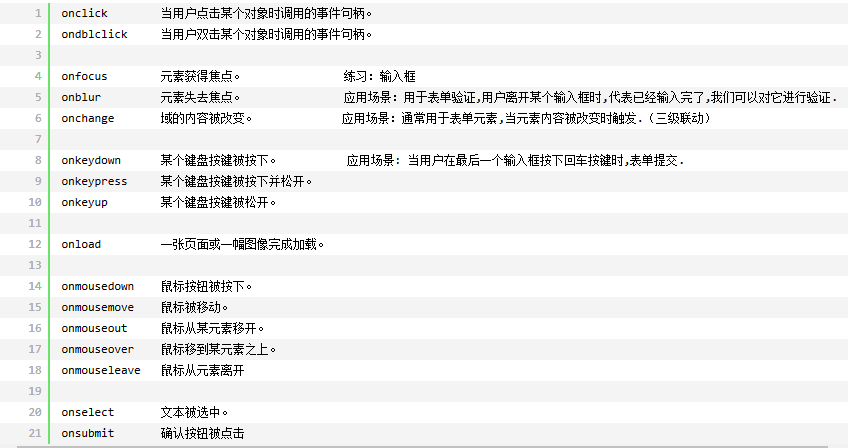 1 onclick 当用户点击某个对象时调用的事件句柄。
2 ondblclick 当用户双击某个对象时调用的事件句柄。
3
4 onfocus 元素获得焦点。 练习：输入框
5 onblur 元素失去焦点。 应用场景：用于表单验证,用户离开某个输入框时,代表已经输入完了,我们可以对它进行验证.
6 onchange 域的内容被改变。 应用场景：通常用于表单元素,当元素内容被改变时触发.（三级联动）
7
8 onkeydown 某个键盘按键被按下。 应用场景: 当用户在最后一个输入框按下回车按键时,表单提交.
9 onkeypress 某个键盘按键被按下并松开。
10 onkeyup 某个键盘按键被松开。
11
12 onload 一张页面或一幅图像完成加载。
13
14 onmousedown 鼠标按钮被按下。
15 onmousemove 鼠标被移动。
16 onmouseout 鼠标从某元素移开。
17 onmouseover 鼠标移到某元素之上。
18 onmouseleave 鼠标从元素离开
19
20 onselect 文本被选中。
21 onsubmit 确认按钮被点击